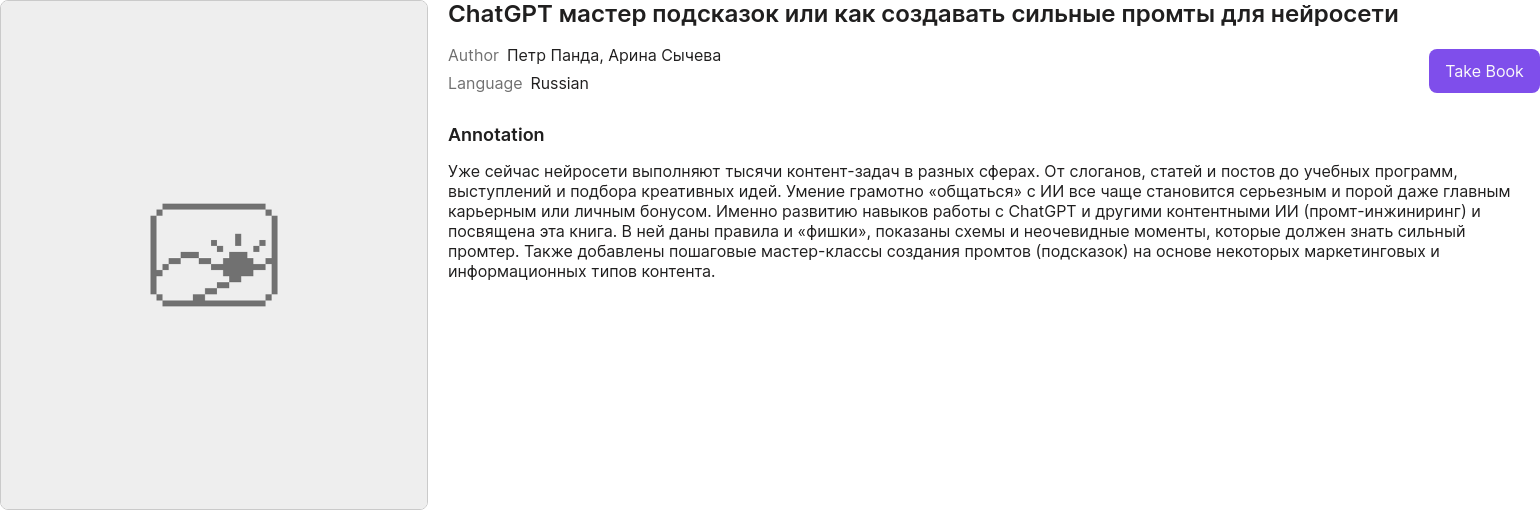 ChatGPT мастер подсказок или как создавать сильные промты для нейросети
Author Петр Панда, Арина Сычева
Take Book
Language Russian
Annotation
Уже сейчас нейросети выполняют тысячи контент-задач в разных сферах. От слоганов, статей и постов до учебных программ,
выступлений и подбора креативных идей. Умение грамотно «общаться» с ИИ все чаще становится серьезным и порой даже главным
карьерным или личным бонусом. Именно развитию навыков работы с ChatGPT и другими контентными ИИ (промт-инжиниринг) и
посвящена эта книга. В ней даны правила и «фишки», показаны схемы и неочевидные моменты, которые должен знать сильный
промтер. Также добавлены пошаговые мастер-классы создания промтов (подсказок) на основе некоторых маркетинговых и
информационных типов контента.